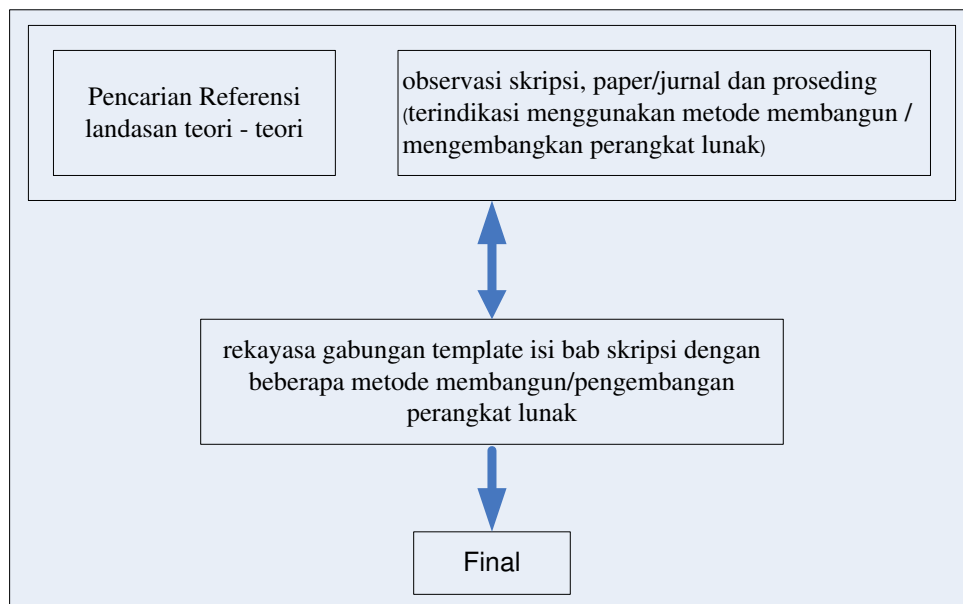 Pencarian Referensi
landasan teori - teori
observasi skripsi, paper/jurnal dan proseding
(terindikasi menggunakan metode membangun /
mengembangkan perangkat lunak)
rekayasa gabungan template isi bab skripsi dengan
beberapa metode membangun/pengembangan
perangkat lunak
Final